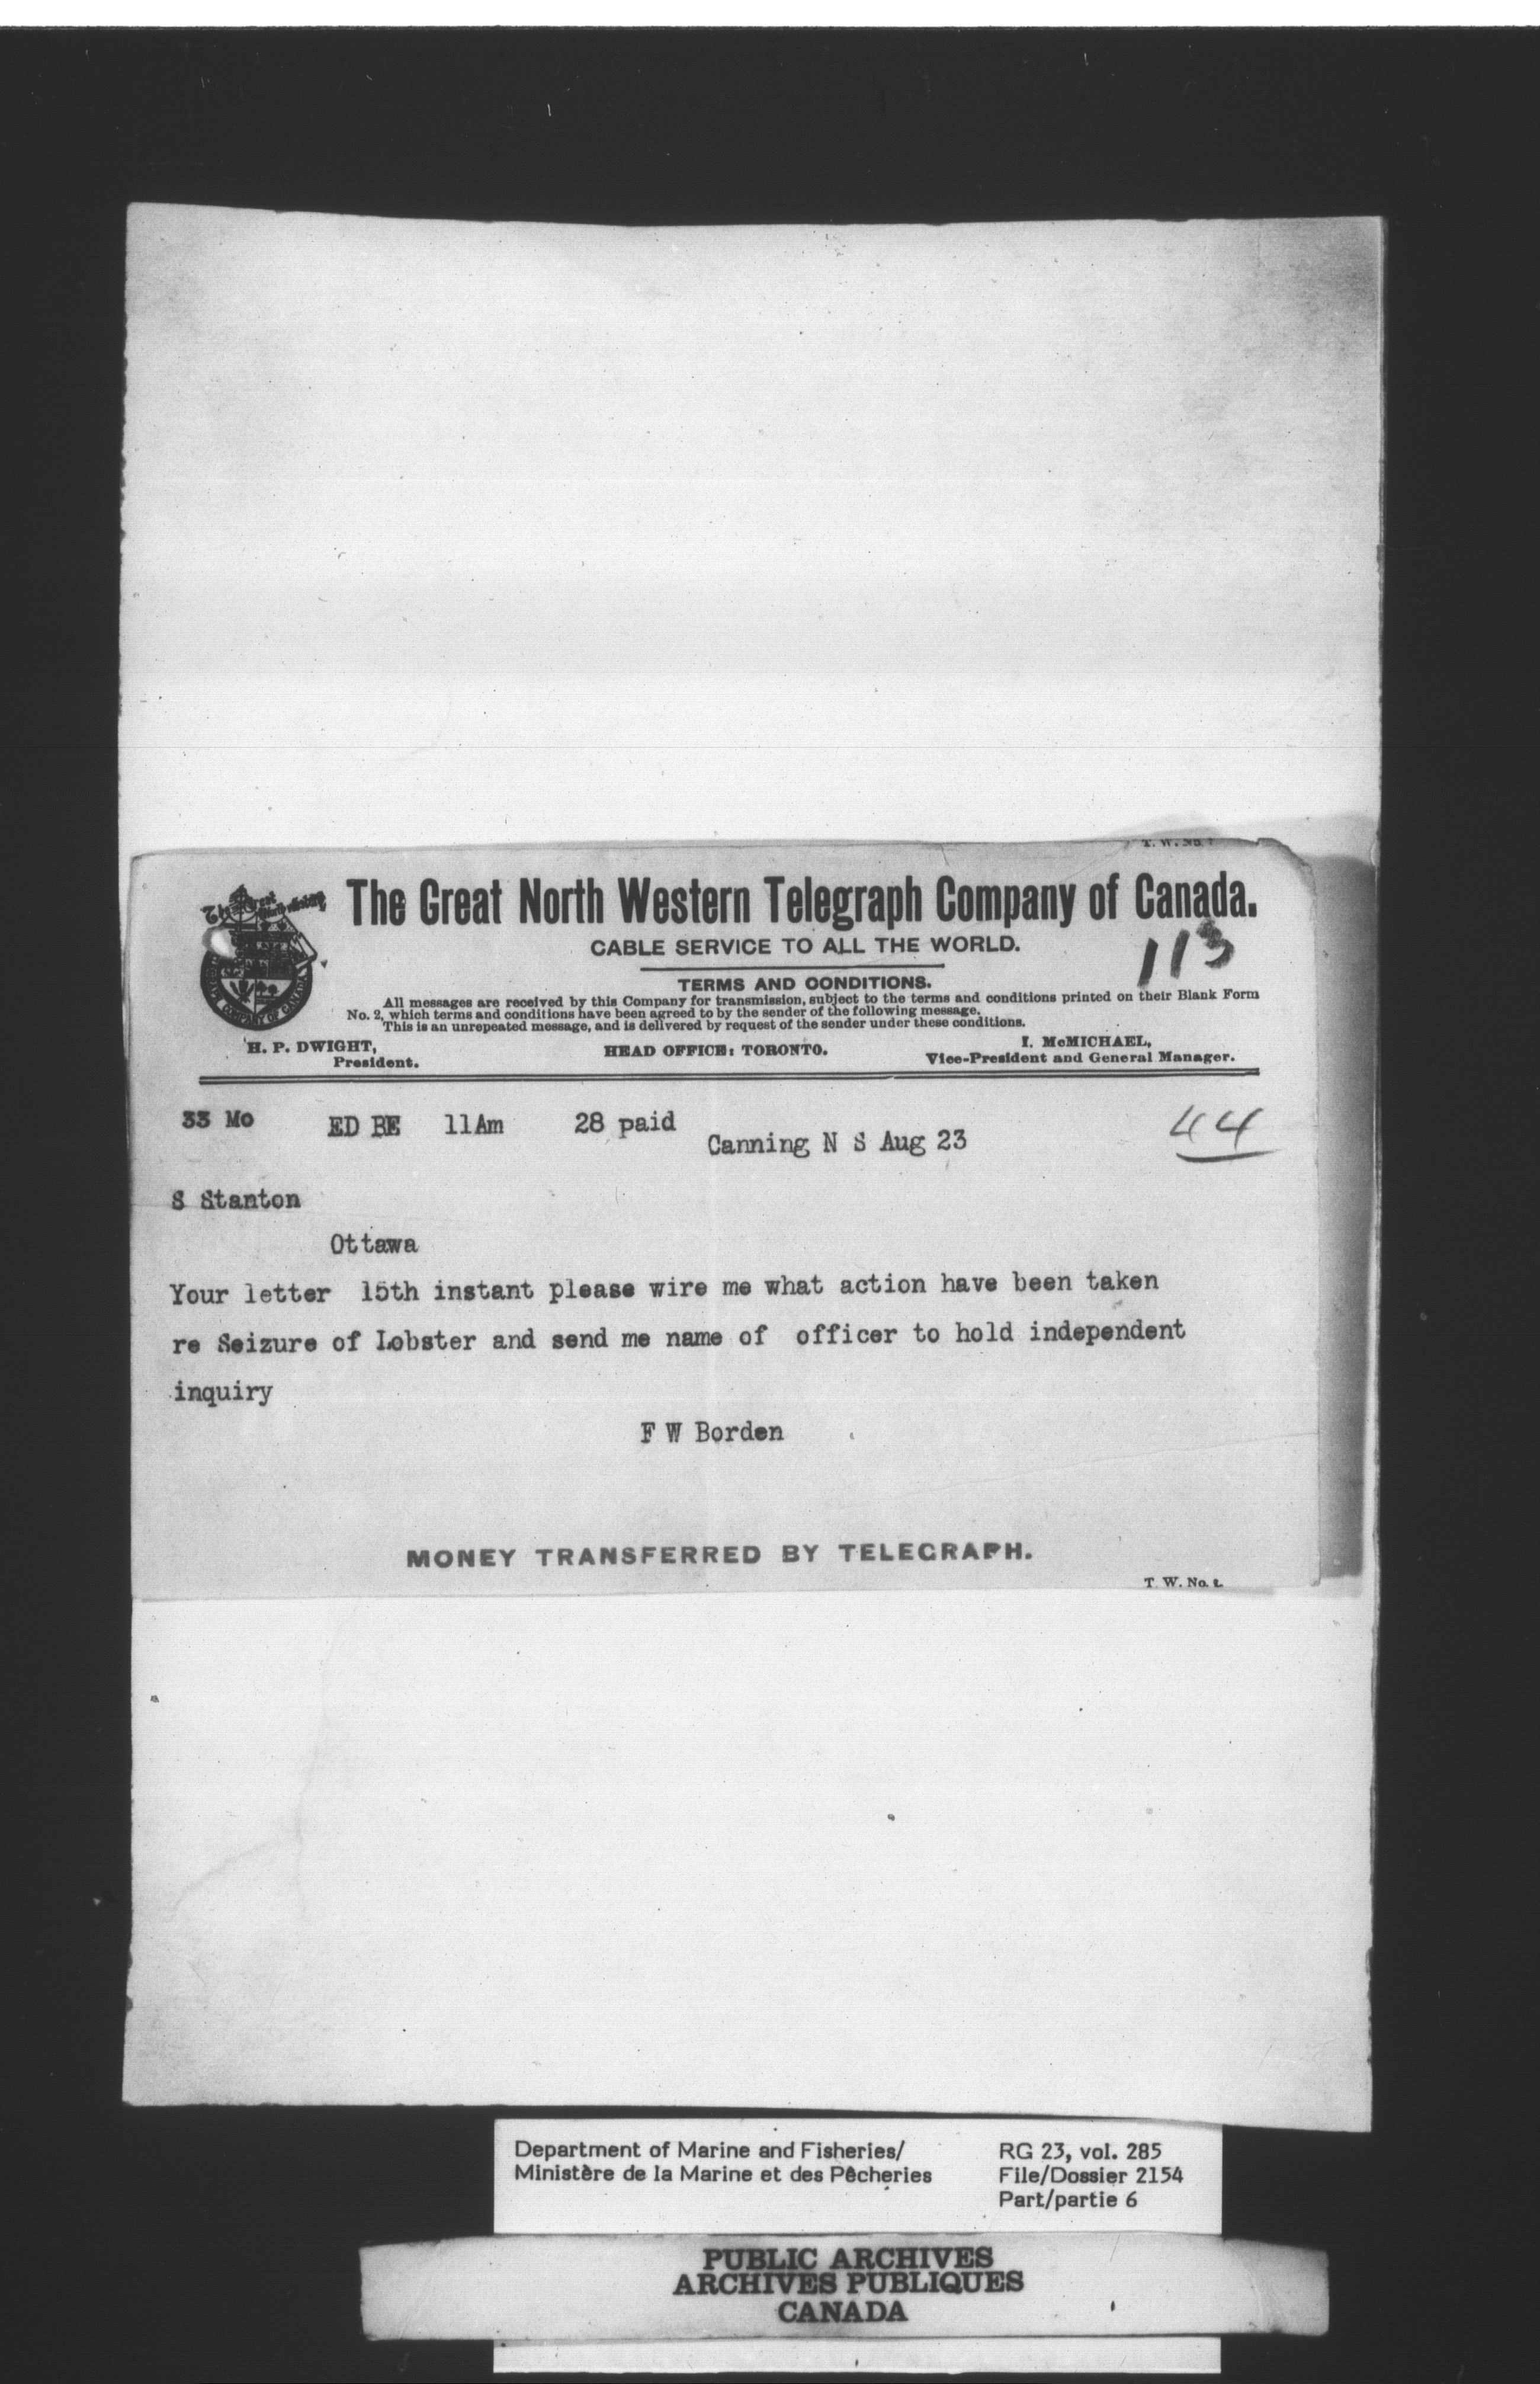 The Great North Western Telegraph Company of Canada.
CABLE SERVICE TO ALL THE WORLD.
113
TERMS AND CONDITIONS.
All messages are received by this Company for transmission, subject to the terms and conditions printed on their Blank Form
No. 2, which terms and conditions have been agreed to by the sender of the following message.
This is an unrepeated message, and is delivered by request of the sender under these conditions.
H. P. DWIGHT,
President.
HEAD OFFICE: TORONTO.
I. McMICHAEL,
Vice-President and General Manager.
33 Mo ED BE 11Am 28 paid
Canning N S Aug 23
44
S Stanton
Ottawa
Your letter 15th instant please wire me what action have been taken
re Seizure of Lobster and send me name of officer to hold independent
inquiry
F W Borden
MONEY TRANSFERRED BY TELEGRAPH.
T. W. No.
Department of Marine and Fisheries/
Ministère de la Marine et des Pêcheries
RG 23, vol. 285
File/Dossier 2154
Part/partie 6
PUBLIC ARCHIVES
ARCHIVES PUBLIQUES
CANADA